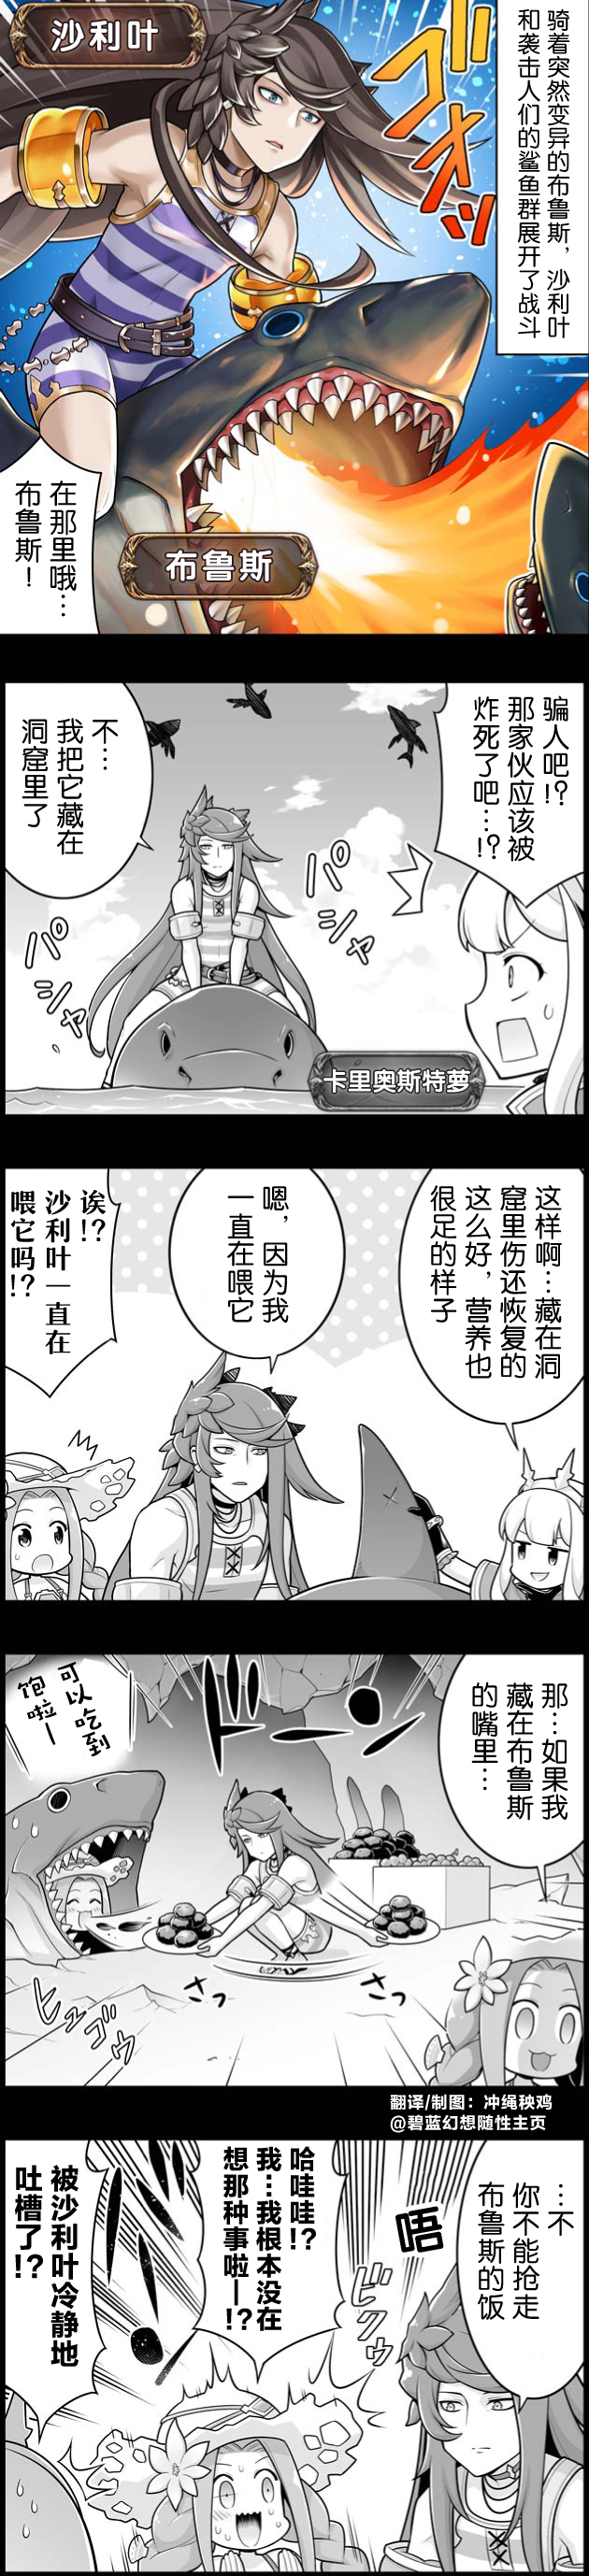 骑着突然变异的布鲁斯，沙利叶
和袭击人们的鲨鱼群展开了战斗
沙利叶
ゴゴメッ
在那里哦…
布鲁斯！
布鲁斯
骗人吧!?
那家伙应该被
炸死了吧…!?
不…
我把它藏在
洞窟里了
パシャ
パシャ
卡里奥斯特萝
这样啊…藏在洞
窟里伤还恢复的
这么好，营养也
很足的样子
嗯，因为我
一直在喂它
诶!?
沙利叶一直在
喂它吗!?
那…如果我
藏在布鲁斯
的嘴里…
ドーン
可以吃到
饱啦ー
さっ
さっ
ヒュゴゥ
翻译/制图：冲绳秧鸡
@碧蓝幻想随性主页
…不
你不能抢走
布鲁斯的饭
唔
ビクゥ
哈哇哇!?
我…我根本没在
想那种事啦ー!?
被沙利叶冷静地
吐槽了!?